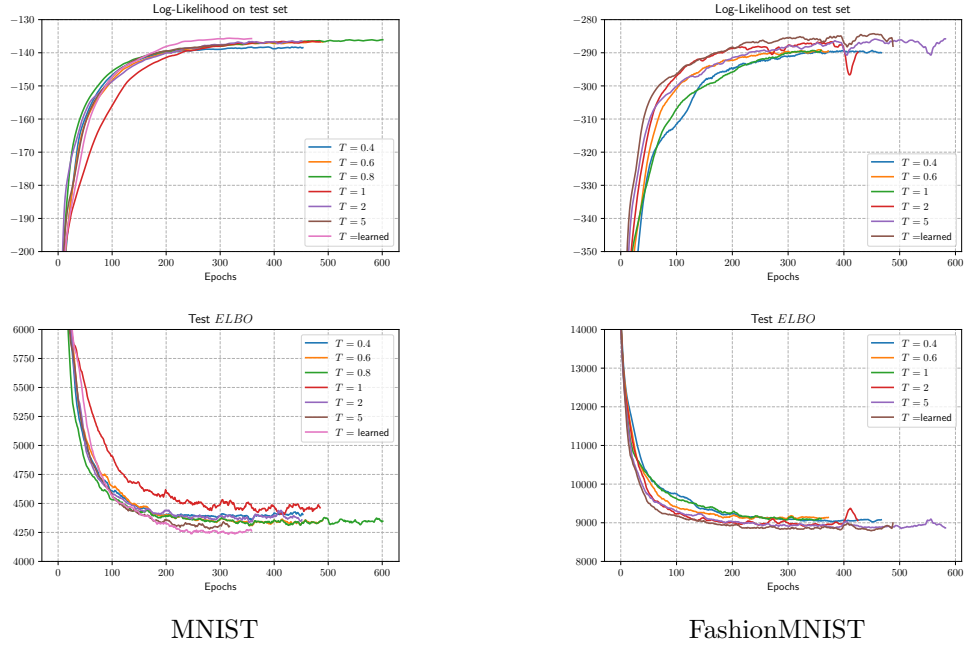 Log-Likelihood on test set
−130
−140
−150
−160
−170
−180
−190
−200
0 100 200 300 400 500 600
Epochs
T = 0.4
T = 0.6
T = 0.8
T = 1
T = 2
T = 5
T =learned
Log-Likelihood on test set
−280
−290
−300
−310
−320
−330
−340
−350
0 100 200 300 400 500 600
Epochs
T = 0.4
T = 0.6
T = 1
T = 2
T = 5
T =learned
Test ELBO
6000
5750
5500
5250
5000
4750
4500
4250
4000
0 100 200 300 400 500 600
Epochs
T = 0.4
T = 0.6
T = 0.8
T = 1
T = 2
T = 5
T = learned
Test ELBO
14000
13000
12000
11000
10000
9000
8000
0 100 200 300 400 500 600
Epochs
T = 0.4
T = 0.6
T = 1
T = 2
T = 5
T =learned
MNIST
FashionMNIST